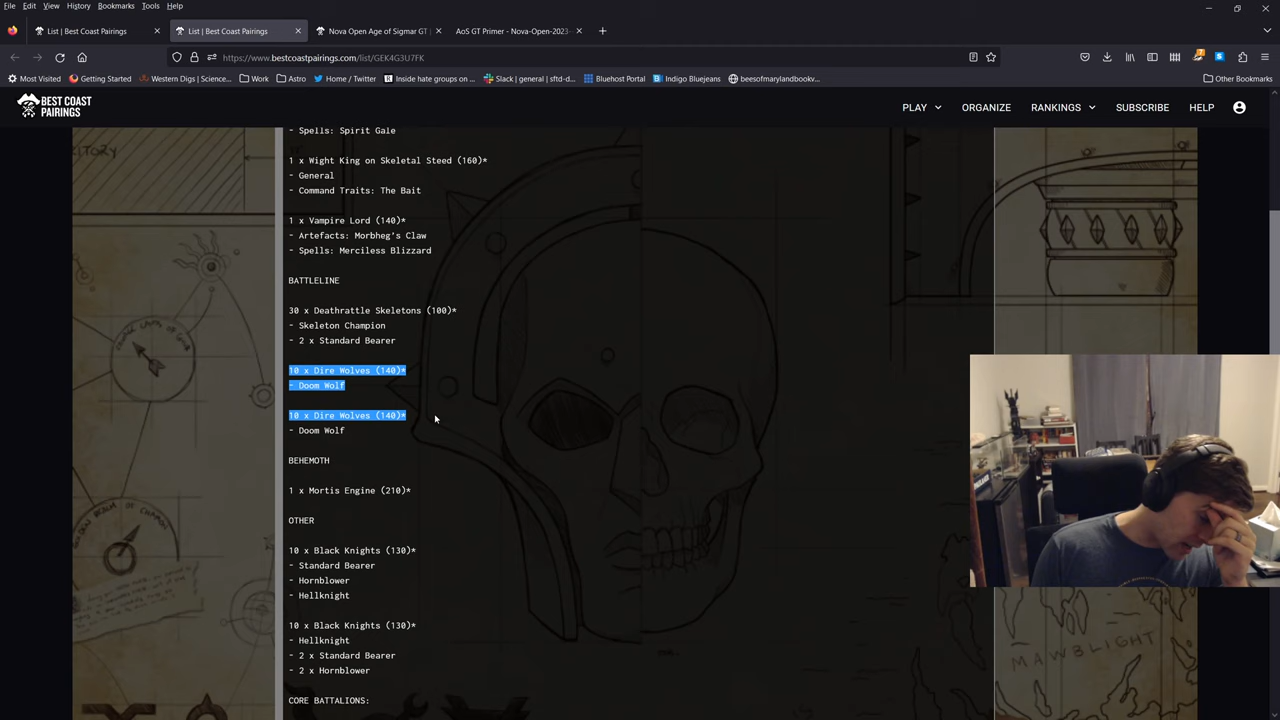 File Edit View History Bookmarks Tools Help
List | Best Coast Pairings × List | Best Coast Pairings × Nova Open Age of Sigmar GT × AoS GT Primer - Nova-Open-2023 × +
https://www.bestcoastpairings.com/list/GEK4G3U7FK
Most Visited Getting Started Western Digs | Science... Work Astro Home / Twitter Inside hate groups on ... Slack | general | sftd-d... Bluehost Portal Indigo Bluejeans beesofmarylandbookv... Other Bookmarks
BEST COAST
PAIRINGS
PLAY ORGANIZE RANKINGS SUBSCRIBE HELP
- Spells: Spirit Gale
1 x Wight King on Skeletal Steed (160)*
- General
- Command Traits: The Bait
1 x Vampire Lord (140)*
- Artefacts: Morbheg's Claw
- Spells: Merciless Blizzard
BATTLELINE
30 x Deathrattle Skeletons (100)*
- Skeleton Champion
- 2 x Standard Bearer
10 x Dire Wolves (140)*
- Doom Wolf
10 x Dire Wolves (140)*
- Doom Wolf
BEHEMOTH
1 x Mortis Engine (210)*
OTHER
10 x Black Knights (130)*
- Standard Bearer
- Hornblower
- Hellknight
10 x Black Knights (130)*
- Hellknight
- 2 x Standard Bearer
- 2 x Hornblower
CORE BATTALIONS:
MAWBLIGHT